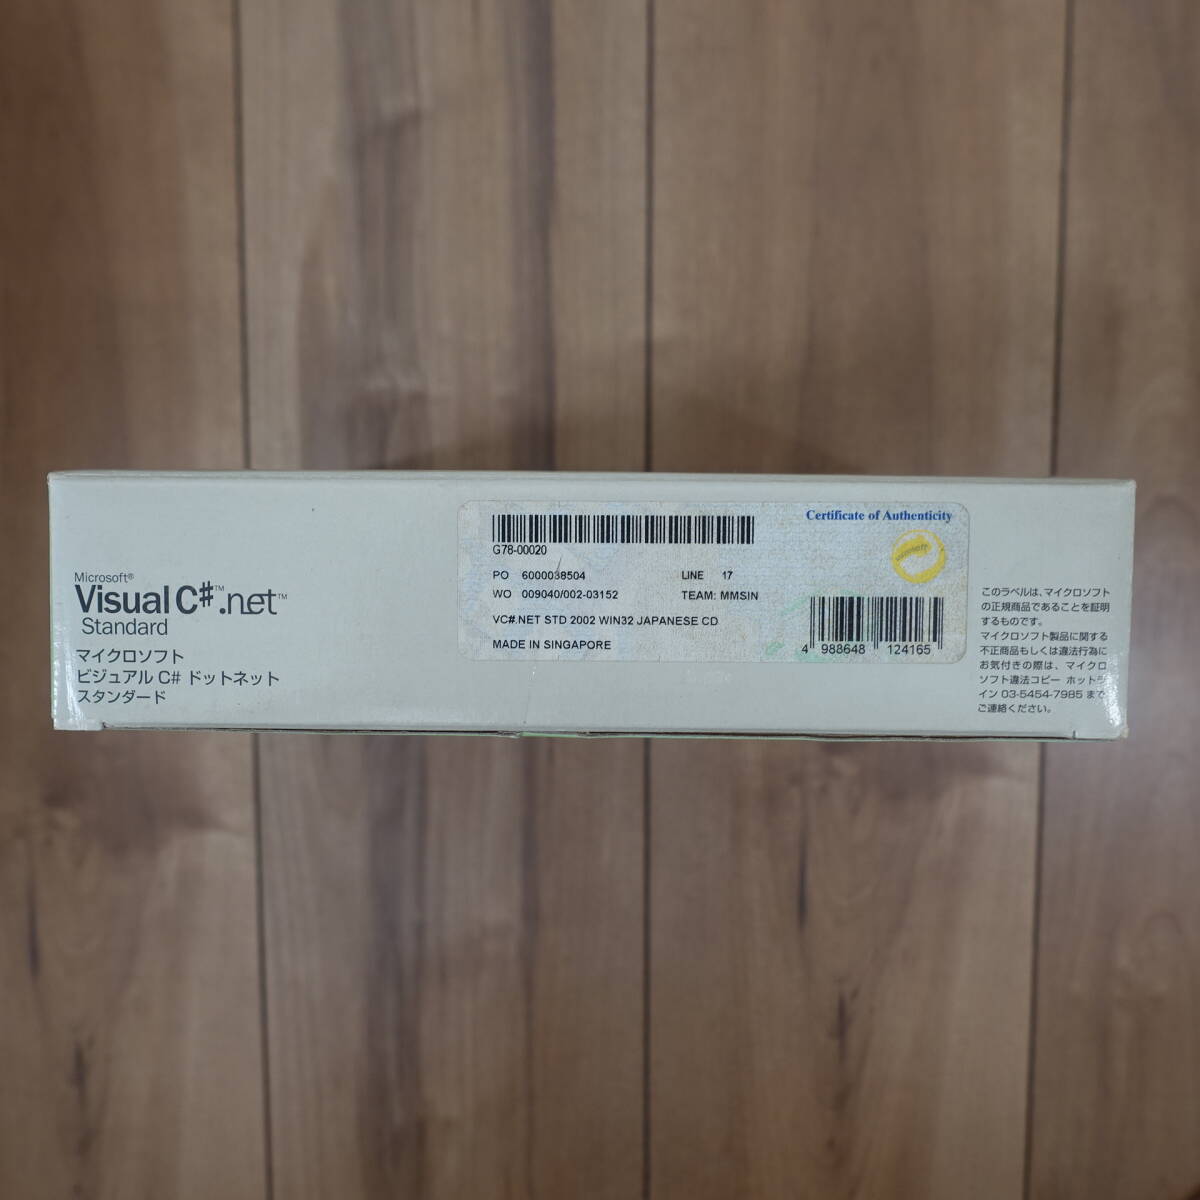 Microsoft®
Visual C#™.net™
Standard
マイクロソフト
ビジュアル C# ドットネット
スタンダード
G78-00020
PO 6000038504 LINE 17
WO 009040/002-03152 TEAM: MMSIN
VC#.NET STD 2002 WIN32 JAPANESE CD
MADE IN SINGAPORE
Certificate of Authenticity
Microsoft
4 988648 124165
このラベルは、マイクロソフト
の正規商品であることを証明
するものです。
マイクロソフト製品に関する
不正商品もしくは違法行為に
お気付きの際は、マイクロ
ソフト違法コピー ホットラ
イン 03-5454-7985 まで
ご連絡ください。